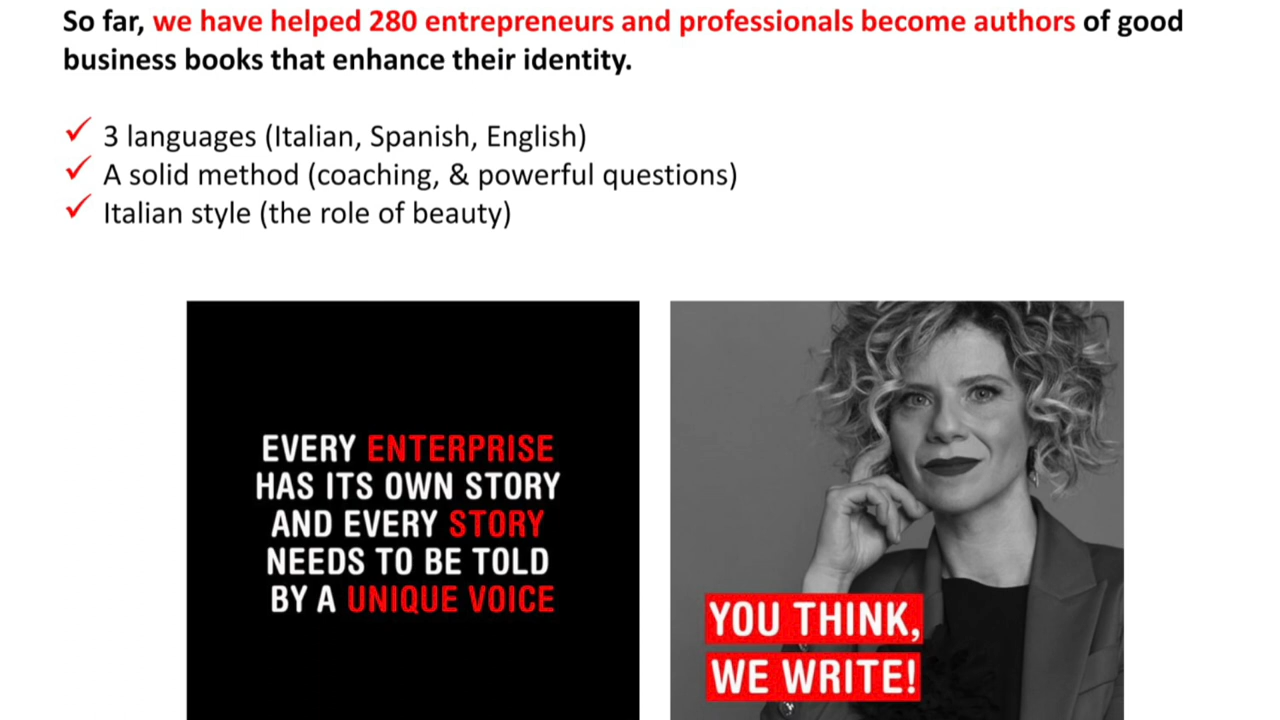 So far, we have helped 280 entrepreneurs and professionals become authors of good
business books that enhance their identity.
✓ 3 languages (Italian, Spanish, English)
✓ A solid method (coaching, & powerful questions)
✓ Italian style (the role of beauty)
EVERY ENTERPRISE
HAS ITS OWN STORY
AND EVERY STORY
NEEDS TO BE TOLD
BY A UNIQUE VOICE
YOU THINK,
WE WRITE!